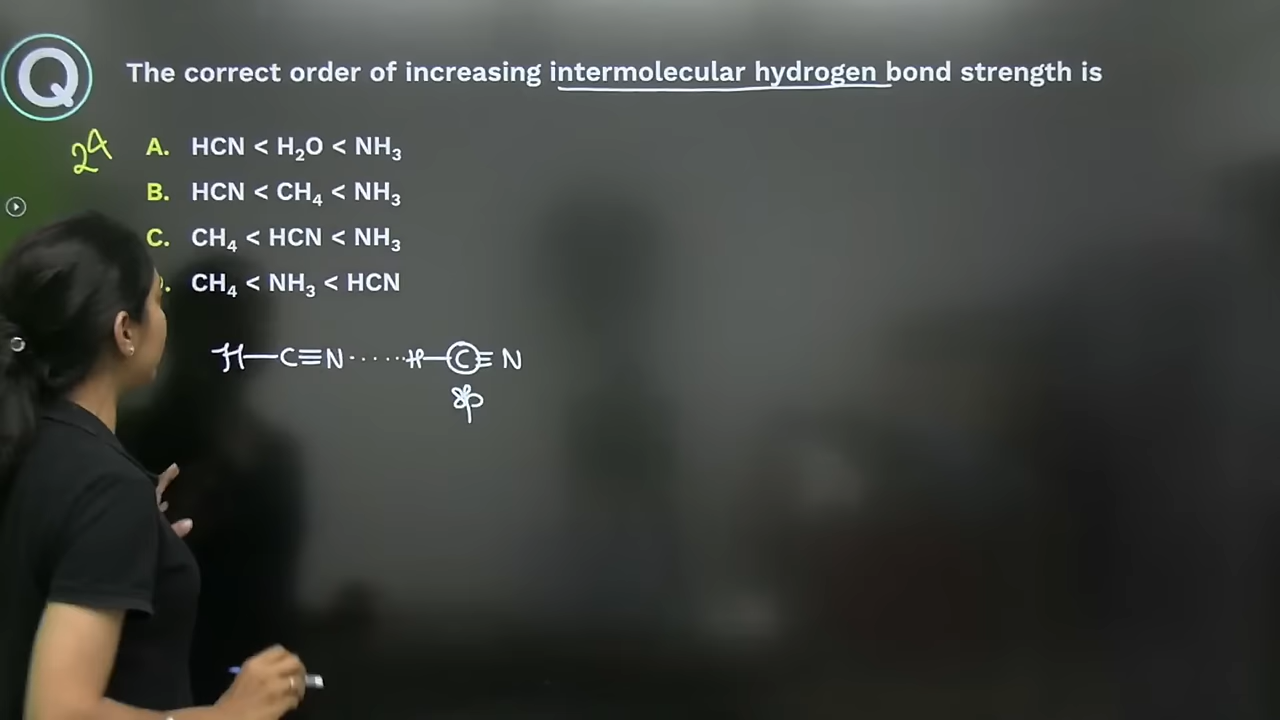 Q
The correct order of increasing intermolecular hydrogen bond strength is
24
A. HCN < H₂O < NH₃
B. HCN < CH₄ < NH₃
C. CH₄ < HCN < NH₃
CH₄ < NH₃ < HCN
H—C≡N······H—C≡N
sp